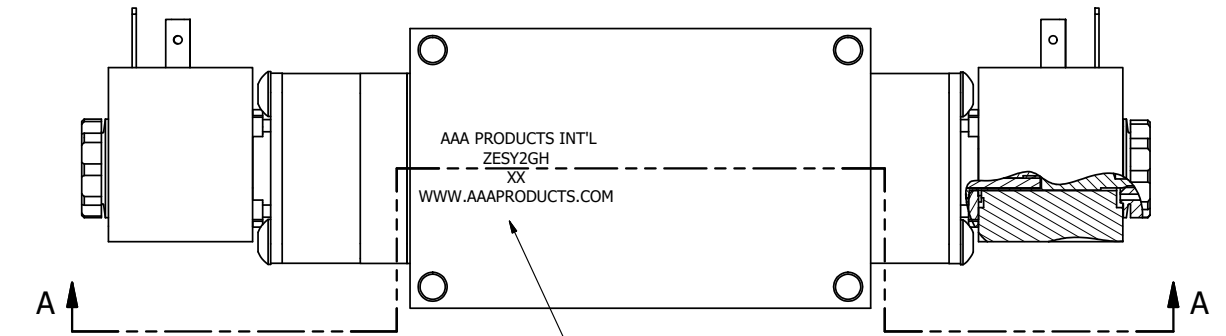 AAA PRODUCTS INT'L
ZESY2GH
XX
WWW.AAAPRODUCTS.COM
A A